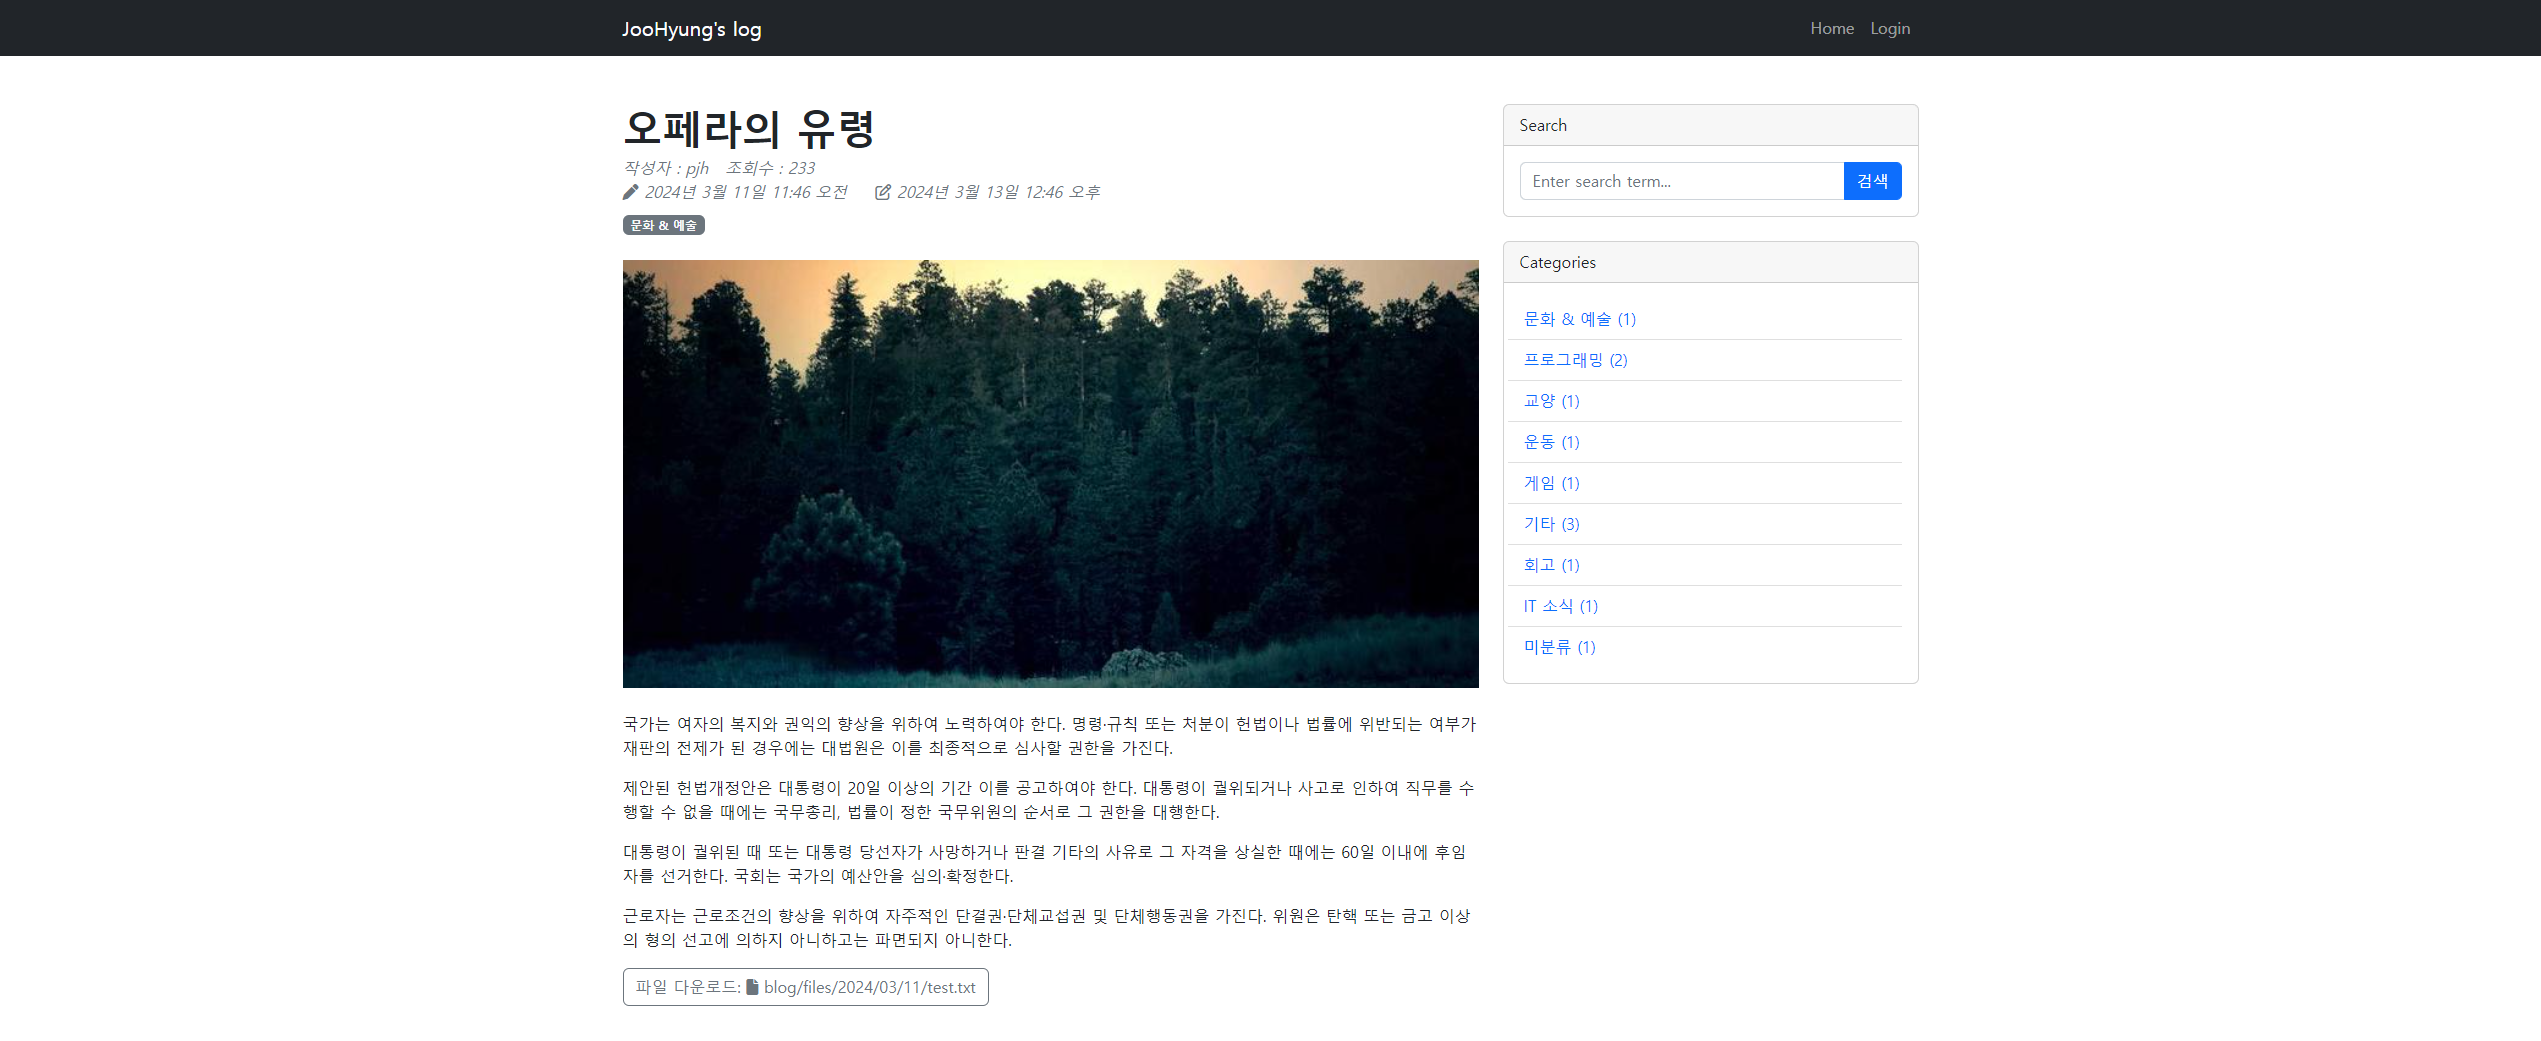 JooHyung's log
Home
Login
오페라의 유령
작성자 : pjh 조회수 : 233
2024년 3월 11일 11:46 오전 2024년 3월 13일 12:46 오후
문화 & 예술
국가는 여자의 복지와 권익의 향상을 위하여 노력하여야 한다. 명령·규칙 또는 처분이 헌법이나 법률에 위반되는 여부가
재판의 전제가 된 경우에는 대법원은 이를 최종적으로 심사할 권한을 가진다.
제안된 헌법개정안은 대통령이 20일 이상의 기간 이를 공고하여야 한다. 대통령이 궐위되거나 사고로 인하여 직무를 수
행할 수 없을 때에는 국무총리, 법률이 정한 국무위원의 순서로 그 권한을 대행한다.
대통령이 궐위된 때 또는 대통령 당선자가 사망하거나 판결 기타의 사유로 그 자격을 상실한 때에는 60일 이내에 후임
자를 선거한다. 국회는 국가의 예산안을 심의·확정한다.
근로자는 근로조건의 향상을 위하여 자주적인 단결권·단체교섭권 및 단체행동권을 가진다. 위원은 탄핵 또는 금고 이상
의 형의 선고에 의하지 아니하고는 파면되지 아니한다.
파일 다운로드: blog/files/2024/03/11/test.txt
Search
Enter search term...
검색
Categories
문화 & 예술 (1)
프로그래밍 (2)
교양 (1)
운동 (1)
게임 (1)
기타 (3)
회고 (1)
IT 소식 (1)
미분류 (1)